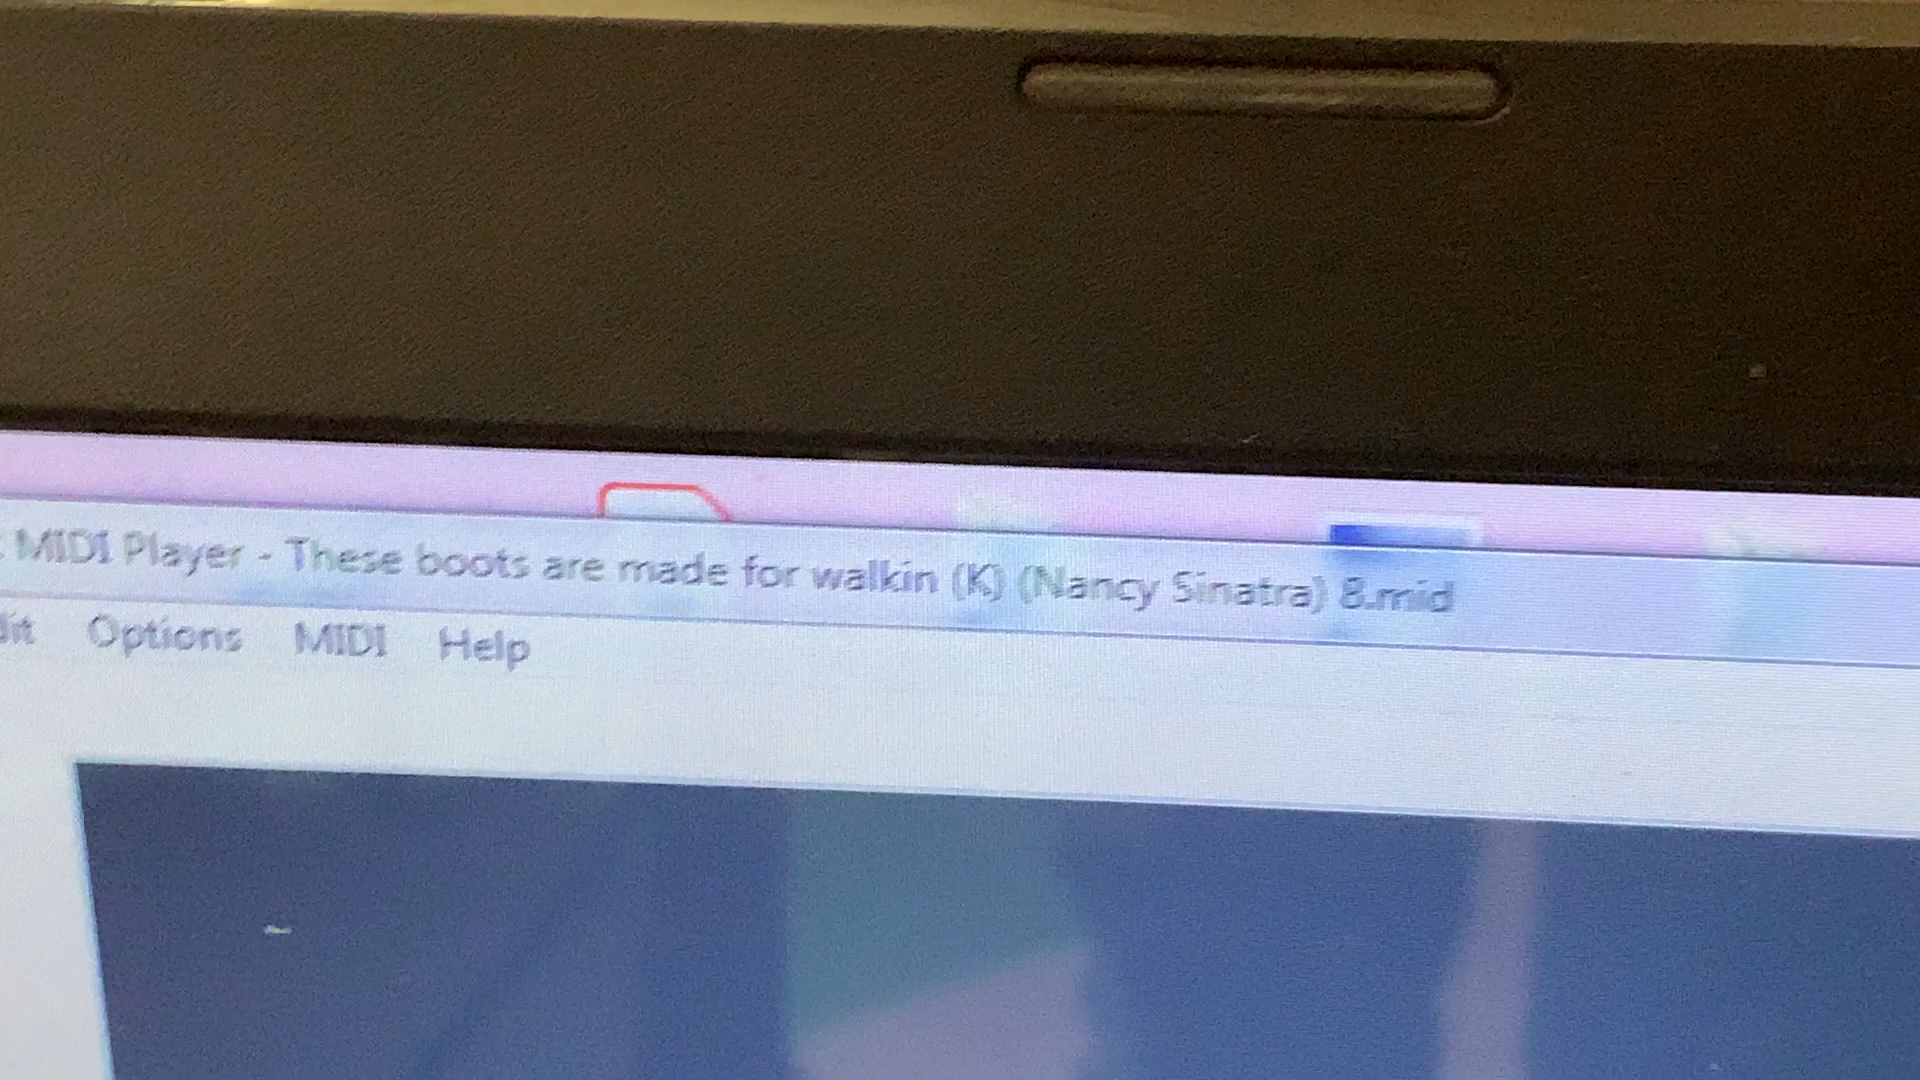 MIDI Player - These boots are made for walkin (K) (Nancy Sinatra) 8.mid
Options MIDI Help